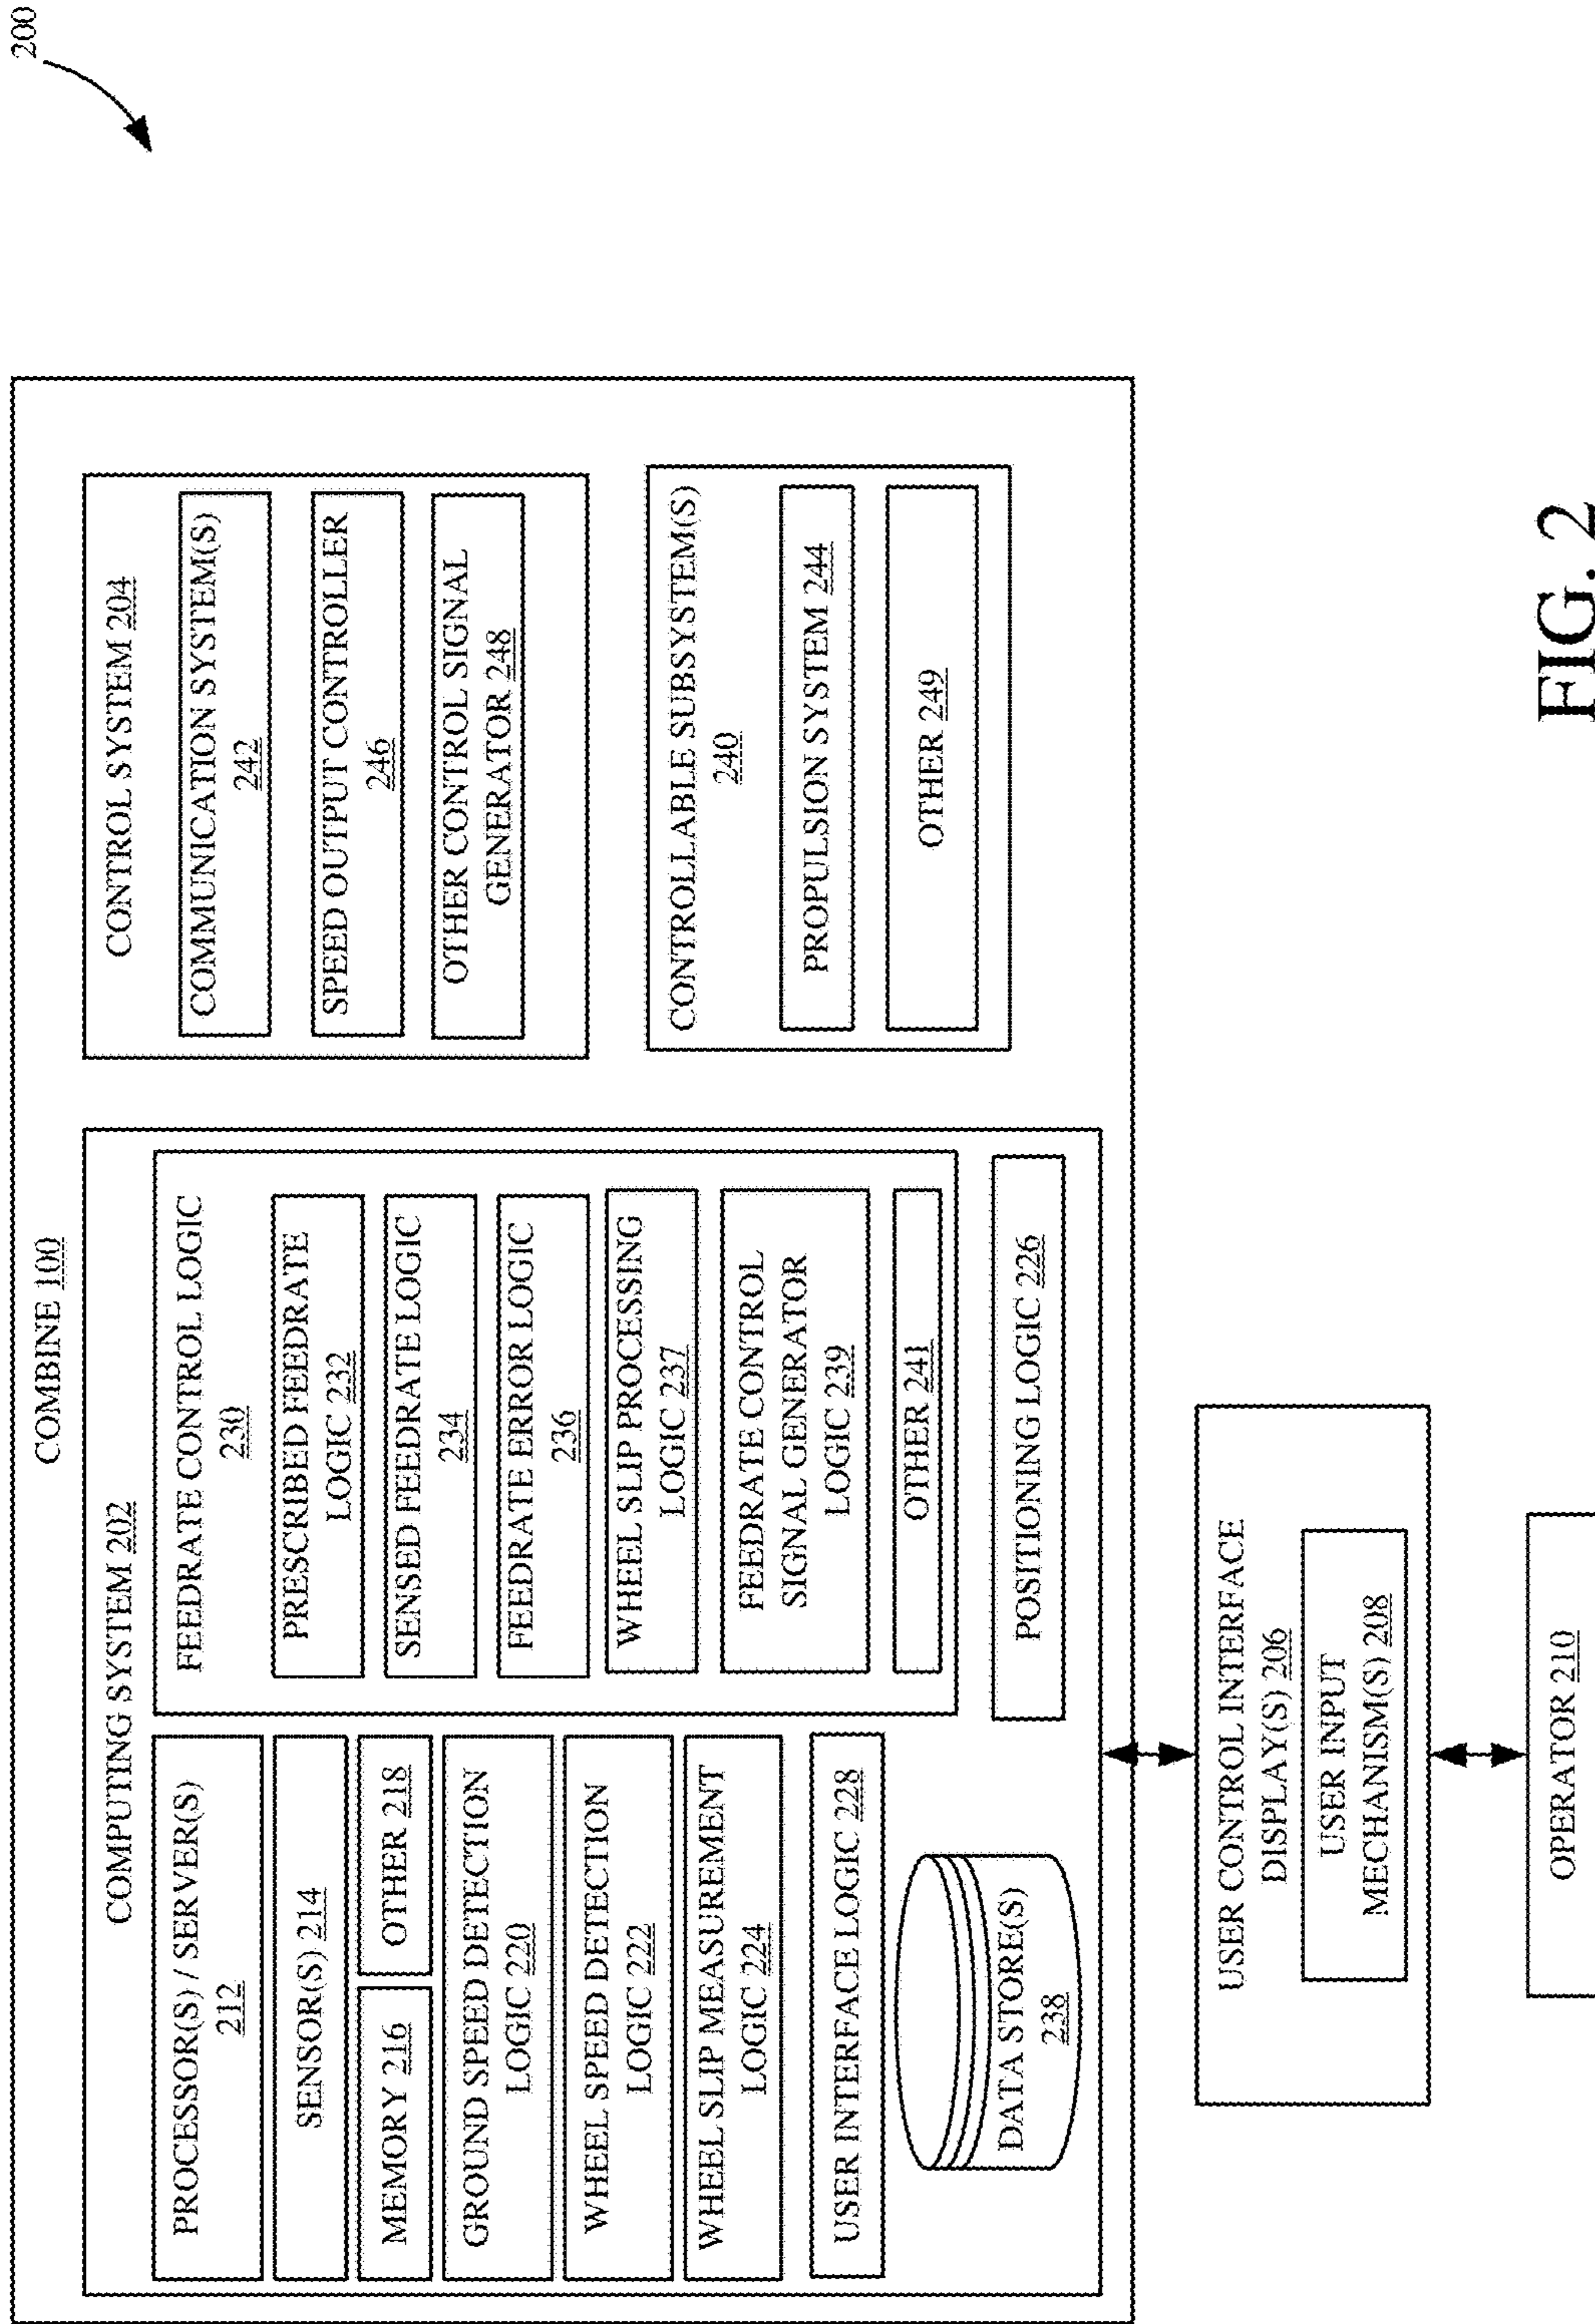 200
COMBINE 100
COMPUTING SYSTEM 202
PROCESSOR(S) / SERVER(S)
212
SENSOR(S) 214
MEMORY 216
OTHER 218
GROUND SPEED DETECTION
LOGIC 220
WHEEL SPEED DETECTION
LOGIC 222
WHEEL SLIP MEASUREMENT
LOGIC 224
USER INTERFACE LOGIC 228
DATA STORE(S)
238
FEEDRATE CONTROL LOGIC
230
PRESCRIBED FEEDRATE
LOGIC 232
SENSED FEEDRATE LOGIC
234
FEEDRATE ERROR LOGIC
236
WHEEL SLIP PROCESSING
LOGIC 237
FEEDRATE CONTROL
SIGNAL GENERATOR
LOGIC 239
OTHER 241
POSITIONING LOGIC 226
CONTROL SYSTEM 204
COMMUNICATION SYSTEM(S)
242
SPEED OUTPUT CONTROLLER
246
OTHER CONTROL SIGNAL
GENERATOR 248
CONTROLLABLE SUBSYSTEM(S)
240
PROPULSION SYSTEM 244
OTHER 249
USER CONTROL INTERFACE
DISPLAY(S) 206
USER INPUT
MECHANISM(S) 208
OPERATOR 210
FIG. 2